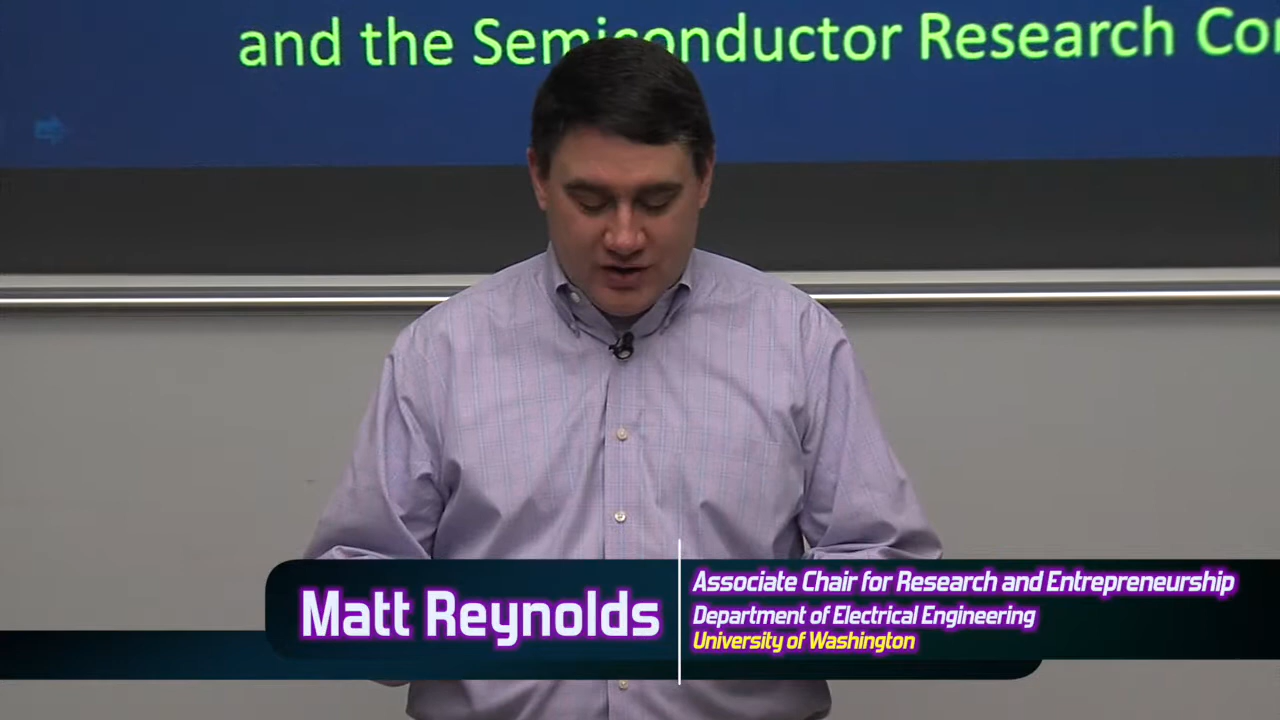 and the Semiconductor Research
Matt Reynolds
Associate Chair for Research and Entrepreneurship
Department of Electrical Engineering
University of Washington